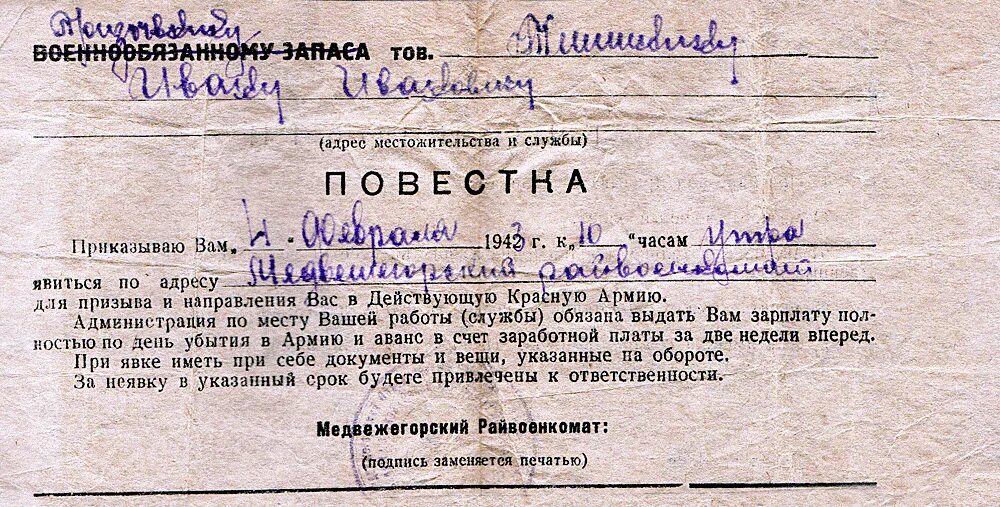 Призывнику
ВОЕННООБЯЗАННОМУ ЗАПАСА тов.
Ивану Ивановичу
(адрес местожительства и службы)
ПОВЕСТКА
Приказываю Вам, 4 февраля 1943 г. к „10“ часам утра
явиться по адресу Медвежегорский райвоенкомат
для призыва и направления Вас в Действующую Красную Армию.
Администрация по месту Вашей работы (службы) обязана выдать Вам зарплату пол-
ностью по день убытия в Армию и аванс в счет заработной платы за две недели вперед.
При явке иметь при себе документы и вещи, указанные на обороте.
За неявку в указанный срок будете привлечены к ответственности.
Медвежегорский Райвоенкомат:
(подпись заменяется печатью)